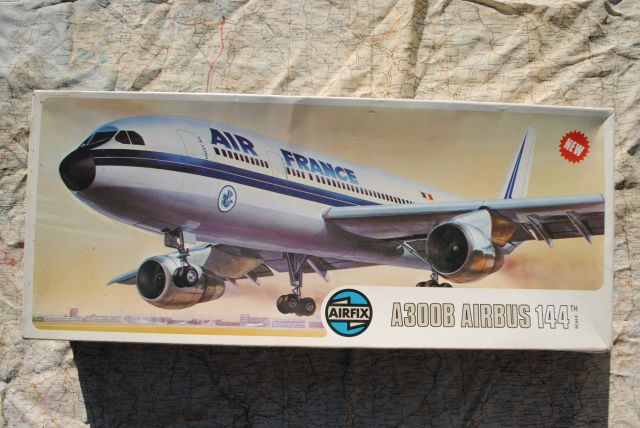 AIR FRANCE
NEW
AIRFIX
A300B AIRBUS 144TH
SCALE